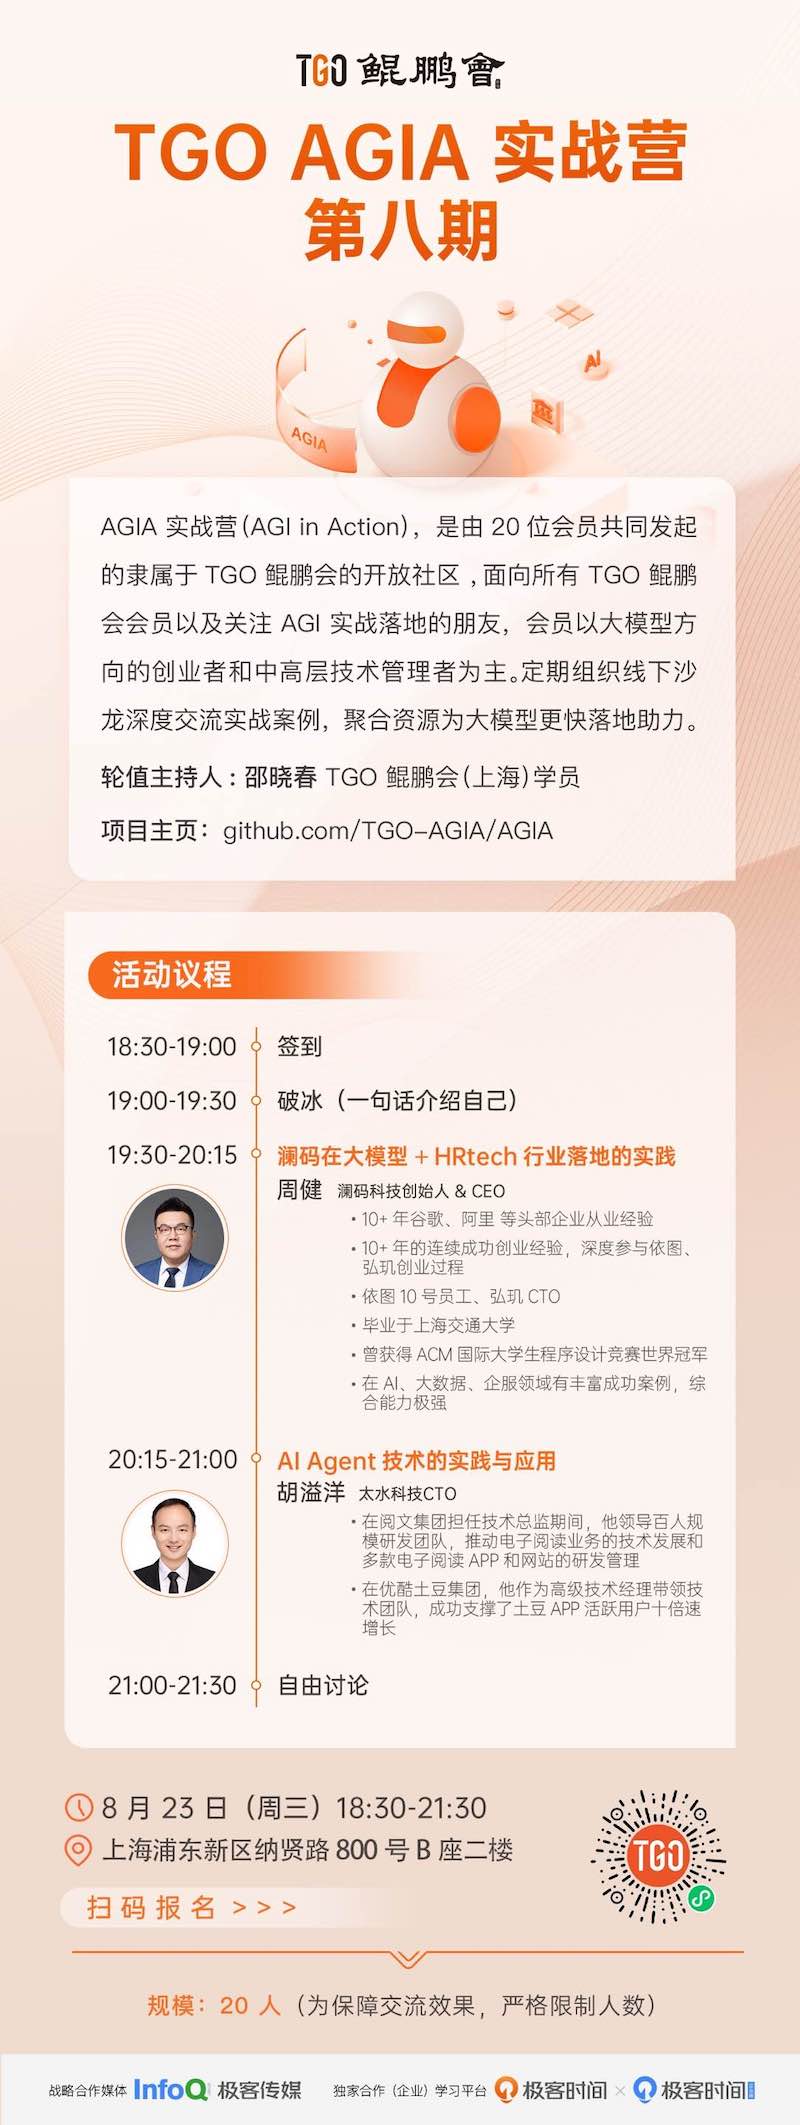 TGO 鲲鹏會
TGO AGIA 实战营
第八期
AI
AGIA
AGIA 实战营(AGI in Action)，是由 20 位会员共同发起
的隶属于 TGO 鲲鹏会的开放社区，面向所有 TGO 鲲鹏
会会员以及关注 AGI 实战落地的朋友，会员以大模型方
向的创业者和中高层技术管理者为主。定期组织线下沙
龙深度交流实战案例，聚合资源为大模型更快落地助力。
轮值主持人：邵晓春 TGO 鲲鹏会(上海)学员
项目主页：github.com/TGO-AGIA/AGIA
活动议程
18:30-19:00 签到
19:00-19:30 破冰（一句话介绍自己）
19:30-20:15 澜码在大模型 + HRtech 行业落地的实践
周健 澜码科技创始人 & CEO
· 10+ 年谷歌、阿里 等头部企业从业经验
· 10+ 年的连续成功创业经验，深度参与依图、
弘玑创业过程
· 依图 10 号员工、弘玑 CTO
· 毕业于上海交通大学
· 曾获得 ACM 国际大学生程序设计竞赛世界冠军
· 在 AI、大数据、企服领域有丰富成功案例，综
合能力极强
20:15-21:00 AI Agent 技术的实践与应用
胡溢洋 太水科技CTO
· 在阅文集团担任技术总监期间，他领导百人规
模研发团队，推动电子阅读业务的技术发展和
多款电子阅读 APP 和网站的研发管理
· 在优酷土豆集团，他作为高级技术经理带领技
术团队，成功支撑了土豆 APP 活跃用户十倍速
增长
21:00-21:30 自由讨论
8 月 23 日（周三）18:30-21:30
上海浦东新区纳贤路 800 号 B 座二楼
TGO
扫码报名 > > >
规模：20 人（为保障交流效果，严格限制人数）
战略合作媒体 InfoQ 极客传媒 独家合作（企业）学习平台 极客时间 × 极客时间